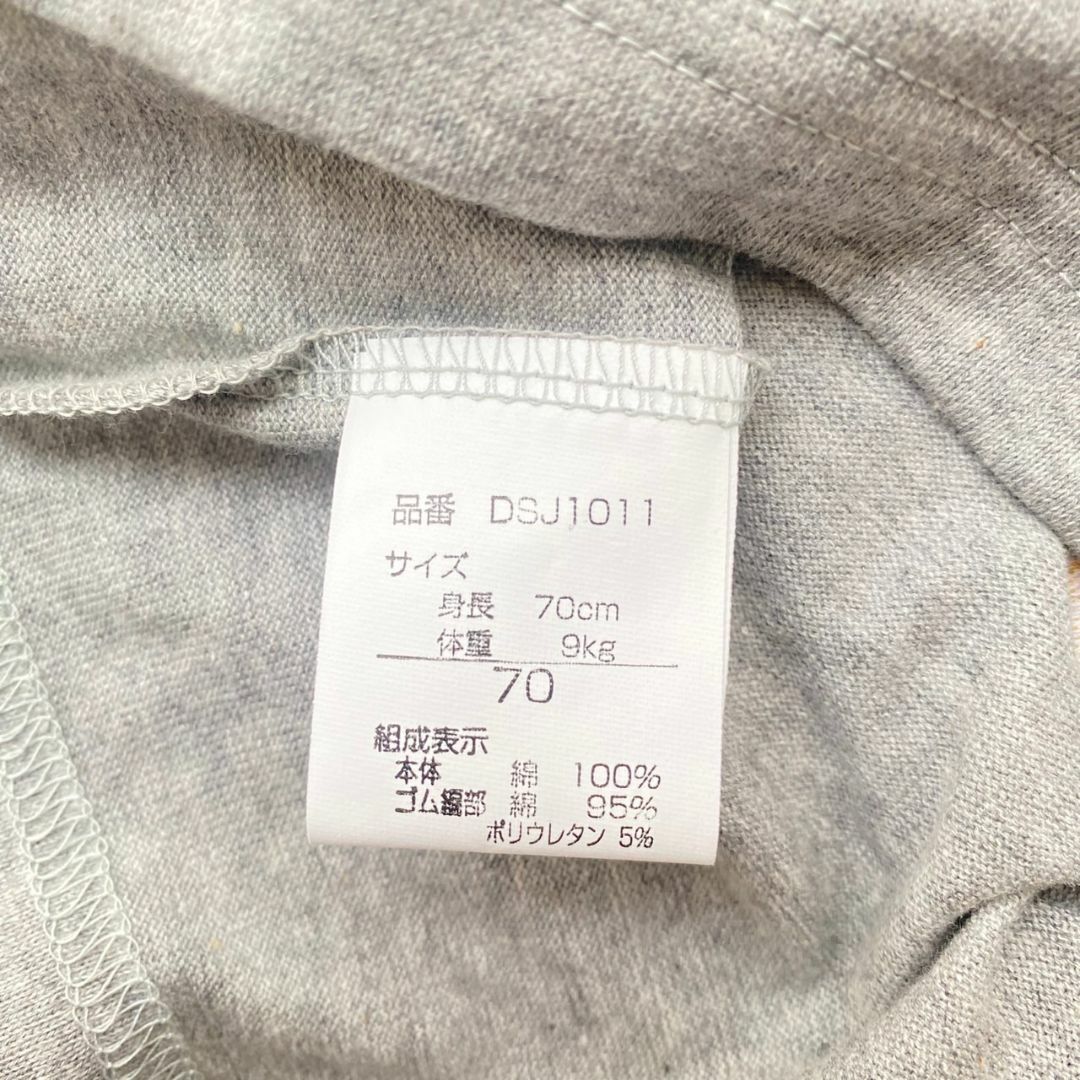 品番 DSJ1011
サイズ
身長 70cm
体重 9kg
70
組成表示
本体 綿 100%
ゴム編部 綿 95%
ポリウレタン 5%